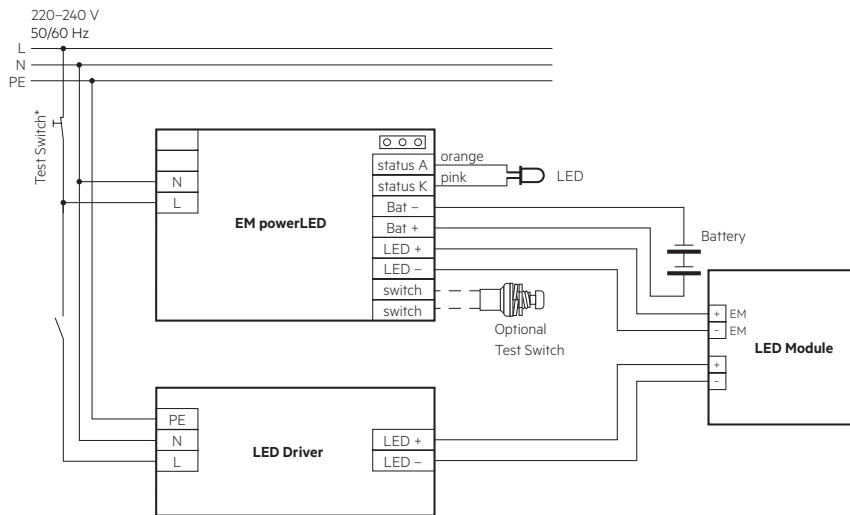 220–240 V
50/60 Hz
L
N
PE
Test Switch*
N
L
EM powerLED
status A
status K
Bat –
Bat +
LED +
LED –
switch
switch
orange
pink
LED
Battery
Optional
Test Switch
+ EM
- EM
+
-
LED Module
PE
N
L
LED Driver
LED +
LED –